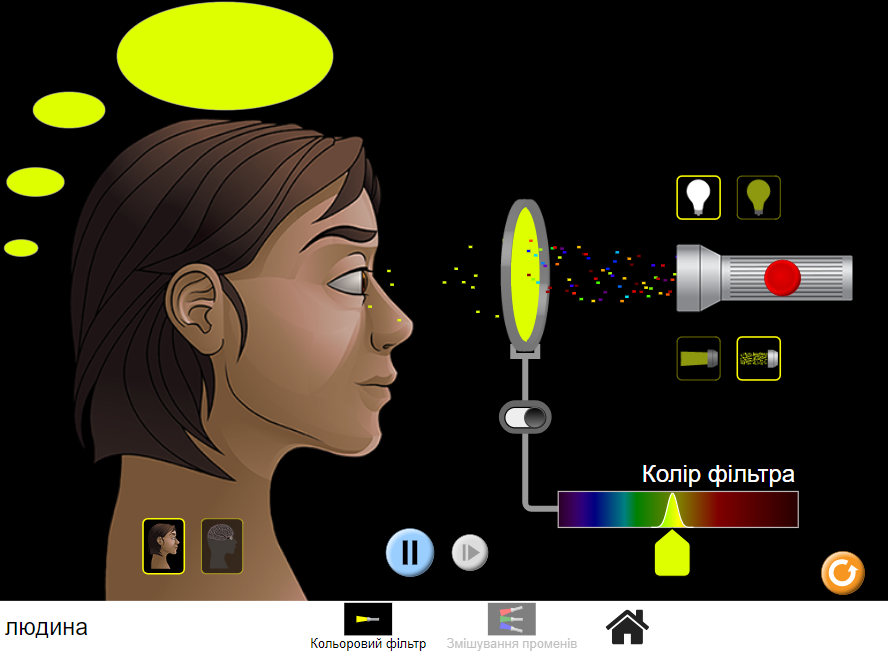 Колір фільтра
людина
Кольоровий фільтр
Змішування променів